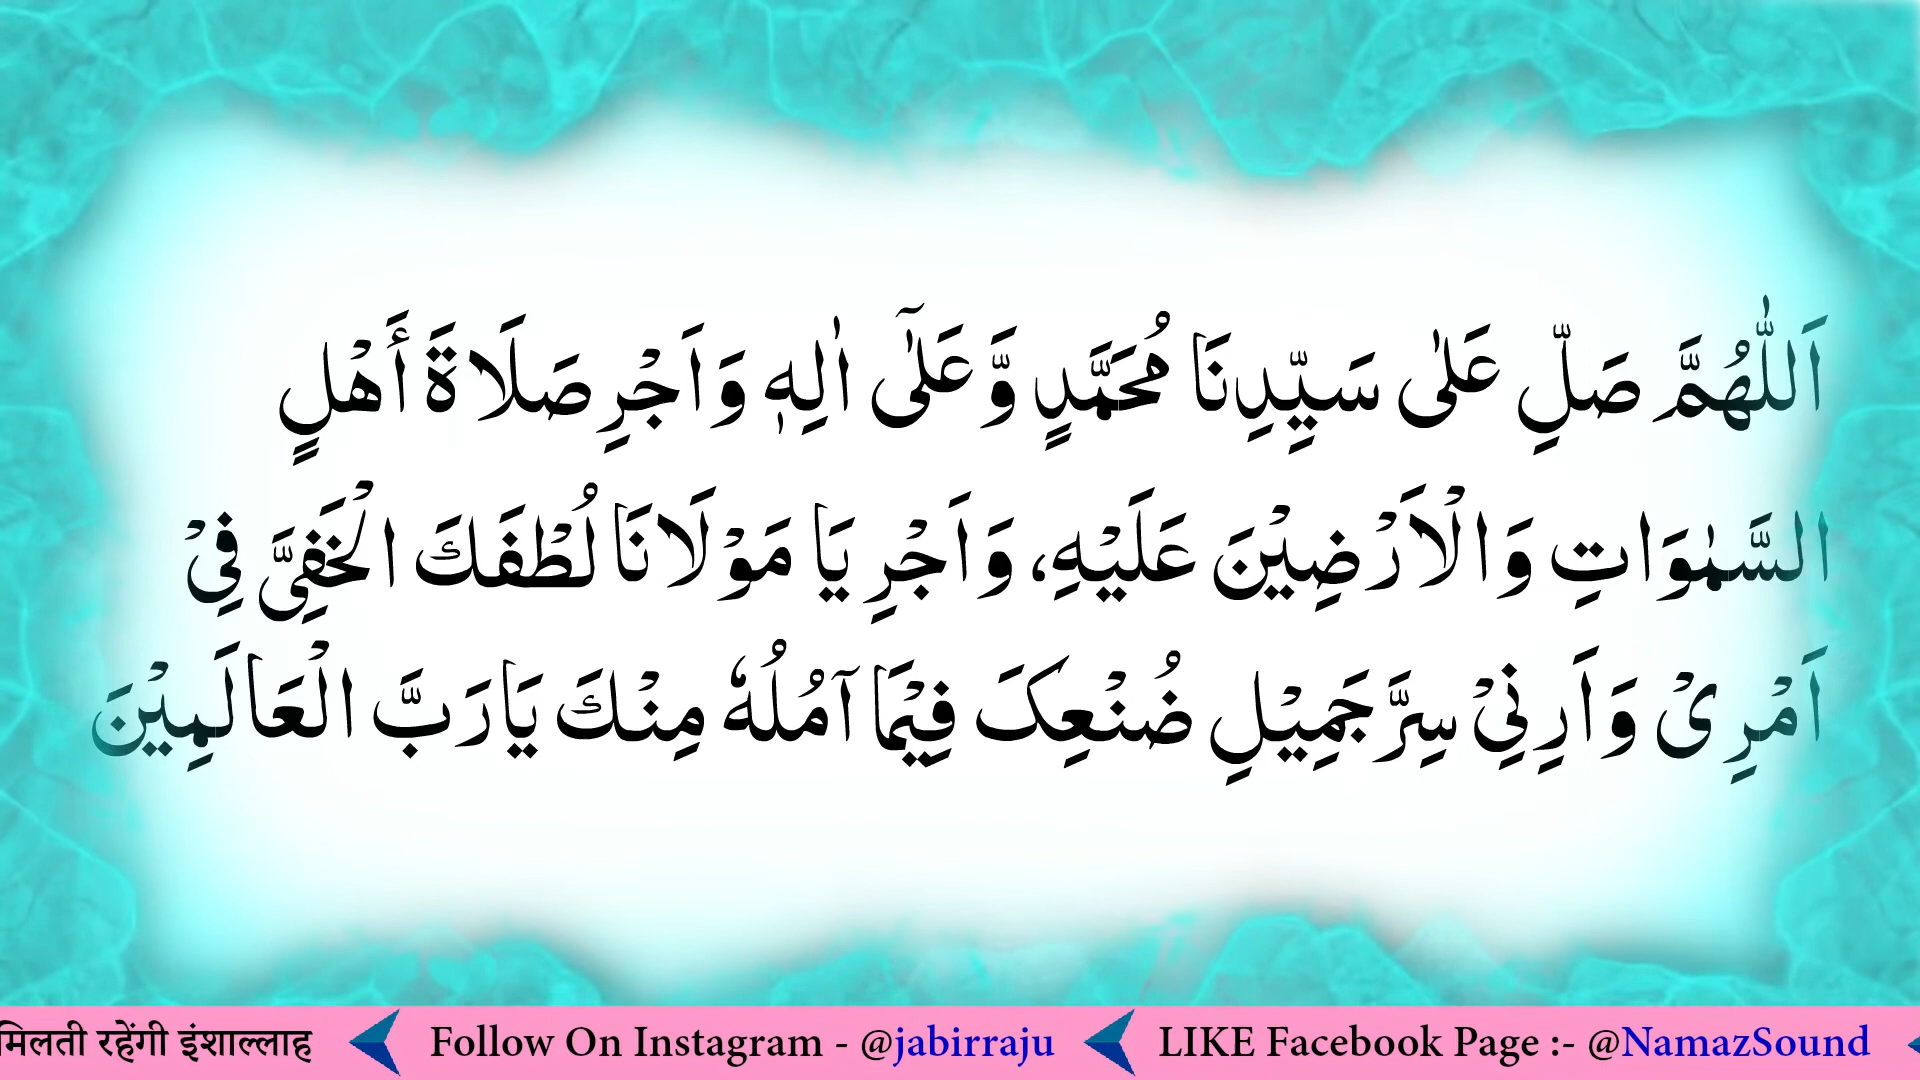 اَللّٰهُمَّ صَلِّ عَلٰى سَيِّدِنَا مُحَمَّدٍ وَّعَلٰٓى اٰلِهٖ وَاَجْرِ صَلَاةَ أَهْلِ
السَّمٰوَاتِ وَالْاَرْضِيْنَ عَلَيْهِ، وَاَجْرِ يَا مَوْلَانَا لُطْفَكَ الْخَفِيَّ فِيْ
اَمْرِىْ وَاَرِنِيْ سِرَّ جَمِيْلِ صُنْعِكَ فِيْمَا آمُلُهٗ مِنْكَ يَارَبَّ الْعَالَمِيْنَ
मिलती रहेंगी इंशाल्लाह Follow On Instagram - @jabirraju LIKE Facebook Page :- @NamazSound